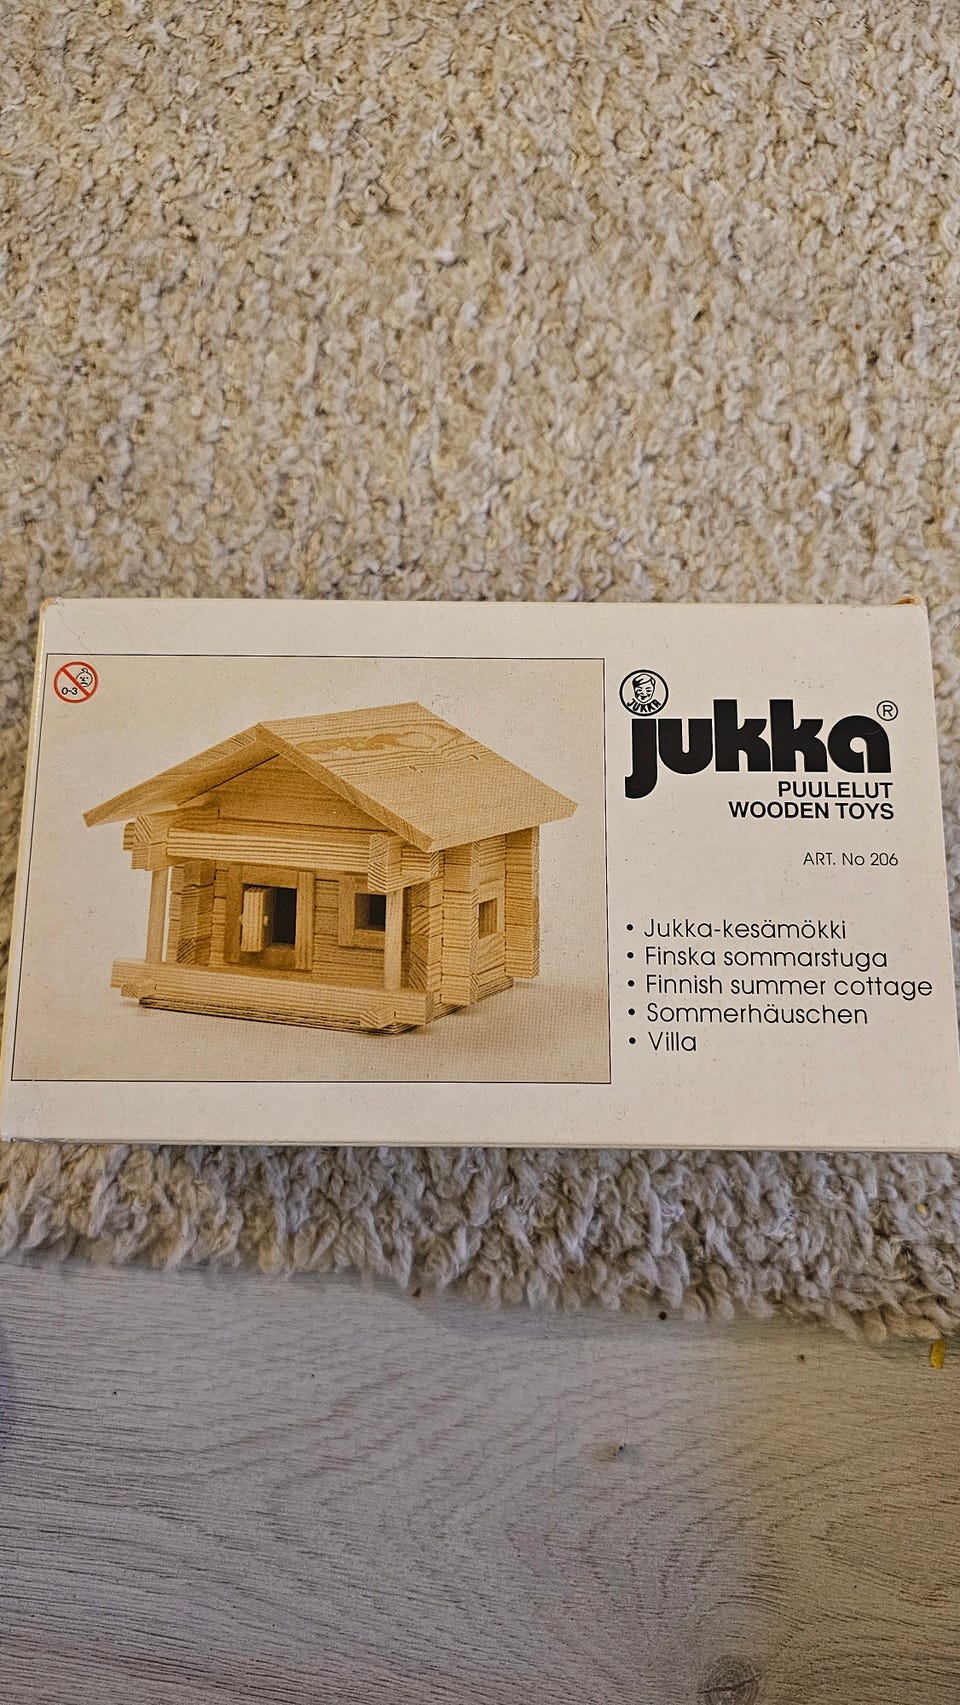 0-3
JUKKA
jukka®
PUULELUT
WOODEN TOYS
ART. No 206
• Jukka-kesämökki
• Finska sommarstuga
• Finnish summer cottage
• Sommerhäuschen
• Villa